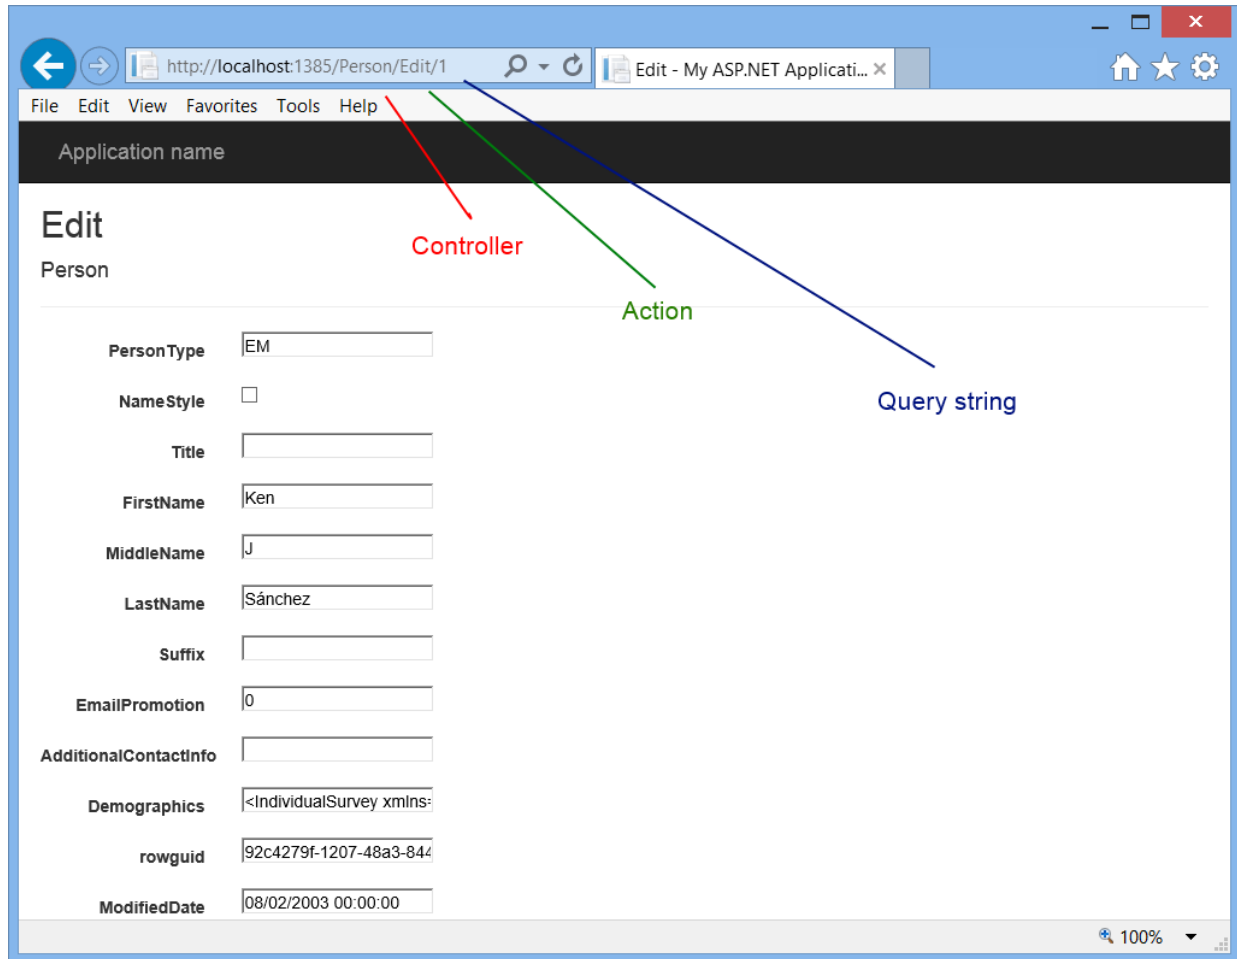 http://localhost:1385/Person/Edit/1
Edit - My ASP.NET Applicati...
File Edit View Favorites Tools Help
Application name
Edit
Controller
Person
Action
PersonType EM
NameStyle
Query string
Title
FirstName Ken
MiddleName J
LastName Sánchez
Suffix
EmailPromotion 0
AdditionalContactInfo
Demographics <IndividualSurvey xmlns=
rowguid 92c4279f-1207-48a3-844
ModifiedDate 08/02/2003 00:00:00
100%